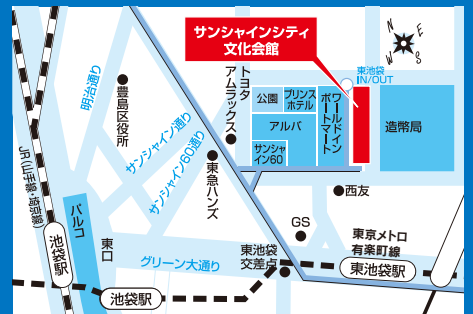 サンシャインシティ
文化会館
N
E
W
S
東池袋
IN/OUT
トヨタ
アムラックス
公園
プリンス
ホテル
アルパ
サンシャ
イン60
ワールドイン
ポートマート
造幣局
明治通り
豊島区役所
サンシャイン通り
サンシャイン60通り
東急ハンズ
西友
GS
JR(山手線・埼京線)
パルコ
東口
池袋駅
グリーン大通り
東池袋
交差点
東京メトロ
有楽町線
東池袋駅
池袋駅